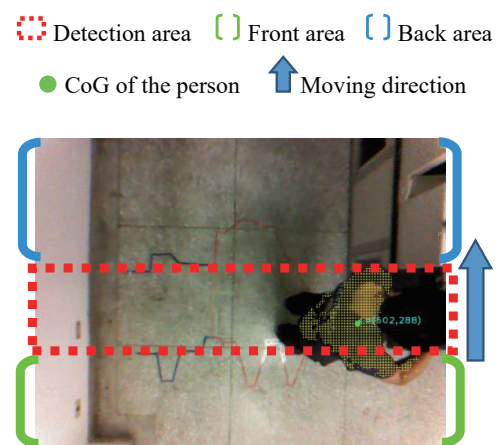 Detection area Front area Back area
CoG of the person Moving direction
(502,288)